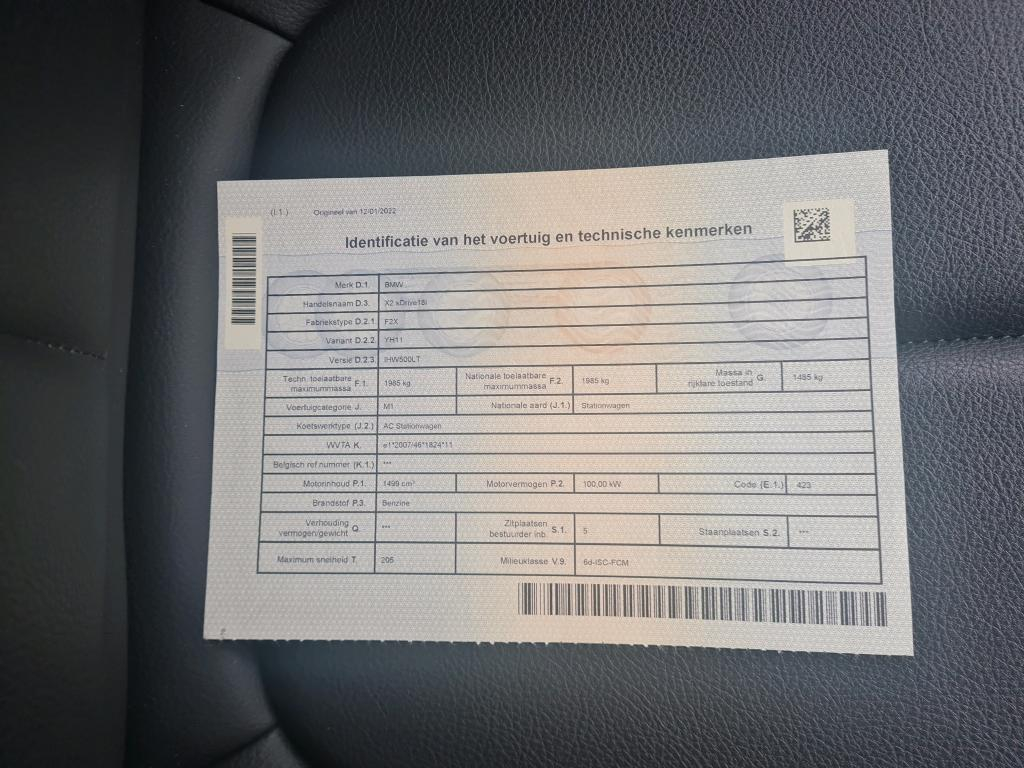 (I.1.) Origineel van 12/01/2022
Identificatie van het voertuig en technische kenmerken
Merk D.1. BMW
Handelsnaam D.3. X2 sDrive18i
Fabriekstype D.2.1. F2X
Variant D.2.2. YH11
Versie D.2.3. IHW500LT
Techn. toelaatbare maximummassa F.1. 1985 kg Nationale toelaatbare maximummassa F.2. 1985 kg Massa in rijklare toestand G. 1485 kg
Voertuigcategorie J. M1 Nationale aard (J.1.) Stationwagen
Koetswerktype (J.2.) AC Stationwagen
WVTA K. e1*2007/46*1824*11
Belgisch ref nummer (K.1.) ***
Motorinhoud P.1. 1499 cm³ Motorvermogen P.2. 100,00 kW Code (E.1.) 423
Brandstof P.3. Benzine
Verhouding vermogen/gewicht Q. *** Zitplaatsen bestuurder inb. S.1. 5 Staanplaatsen S.2. ***
Maximum snelheid T. 205 Milieuklasse V.9. 6d-ISC-FCM